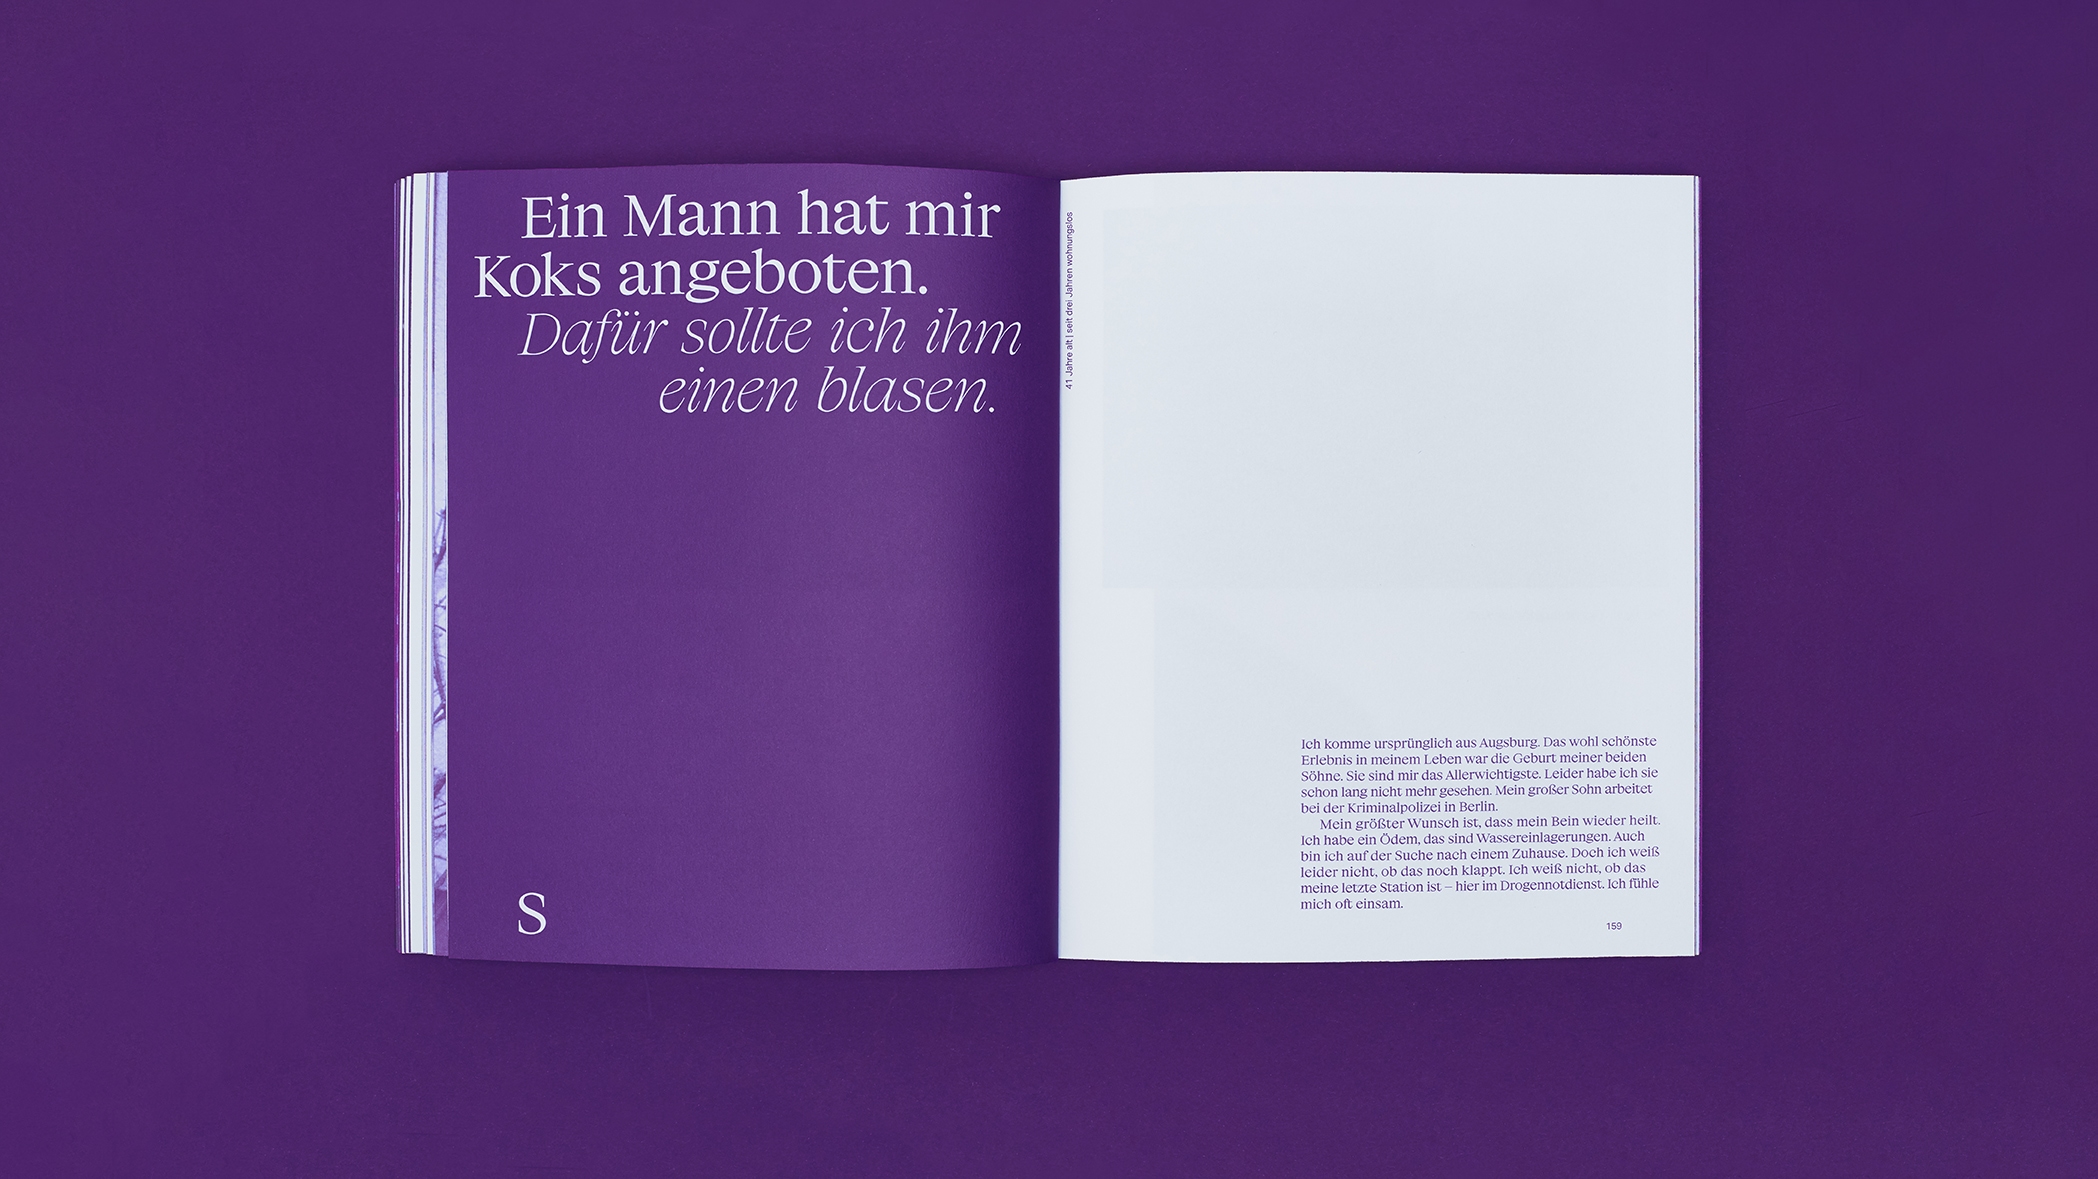 Ein Mann hat mir
Koks angeboten.
Dafür sollte ich ihm
einen blasen.
S
41 Jahre alt | seit drei Jahren wohnungslos
Ich komme ursprünglich aus Augsburg. Das wohl schönste
Erlebnis in meinem Leben war die Geburt meiner beiden
Söhne. Sie sind mir das Allerwichtigste. Leider habe ich sie
schon lang nicht mehr gesehen. Mein großer Sohn arbeitet
bei der Kriminalpolizei in Berlin.
Mein größter Wunsch ist, dass mein Bein wieder heilt.
Ich habe ein Ödem, das sind Wassereinlagerungen. Auch
bin ich auf der Suche nach einem Zuhause. Doch ich weiß
leider nicht, ob das noch klappt. Ich weiß nicht, ob das
meine letzte Station ist – hier im Drogennotdienst. Ich fühle
mich oft einsam.
159